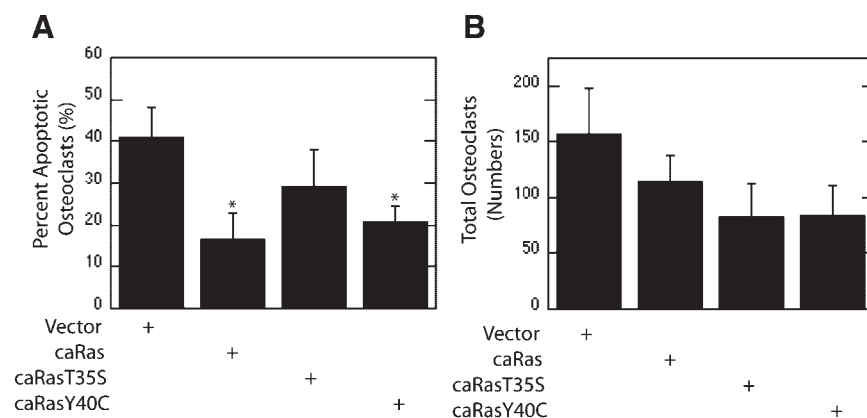 A
Percent Apoptotic
Osteoclasts (%)
60
50
40
30
20
10
0
*
*
Vector +
caRas +
caRasT35S +
caRasY40C +
B
Total Osteoclasts
(Numbers)
200
150
100
50
0
Vector +
caRas +
caRasT35S +
caRasY40C +